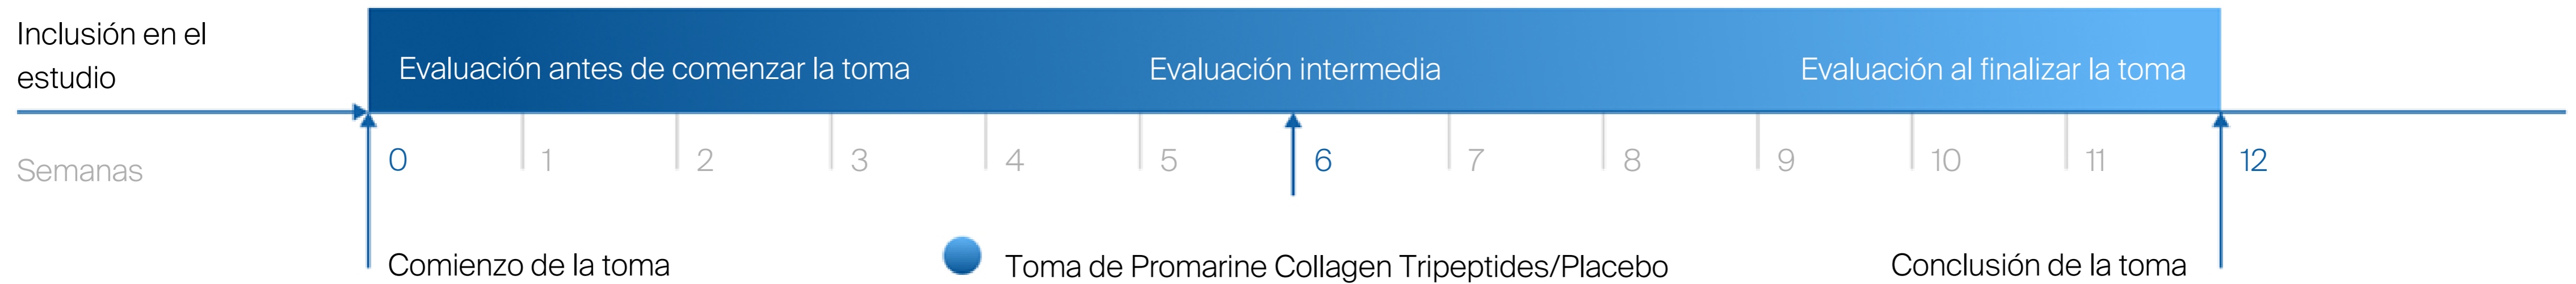 Inclusión en el
estudio
Evaluación antes de comenzar la toma
Evaluación intermedia
Evaluación al finalizar la toma
Semanas
0 1 2 3 4 5 6 7 8 9 10 11 12
Comienzo de la toma
Toma de Promarine Collagen Tripeptides/Placebo
Conclusión de la toma